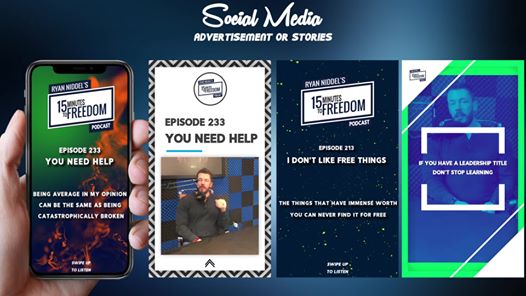 Social Media
ADVERTISEMENT OR STORIES
RYAN NIDDEL'S
15 MINUTES TO FREEDOM
PODCAST
EPISODE 233
YOU NEED HELP
BEING AVERAGE IN MY OPINION
CAN BE THE SAME AS BEING
CATASTROPHICALLY BROKEN
SWIPE UP
TO LISTEN
EPISODE 233
YOU NEED HELP
RYAN NIDDEL'S
15 MINUTES TO FREEDOM
PODCAST
EPISODE 213
I DON'T LIKE FREE THINGS
THE THINGS THAT HAVE IMMENSE WORTH
YOU CAN NEVER FIND IT FOR FREE
SWIPE UP
TO LISTEN
IF YOU HAVE A LEADERSHIP TITLE
DON'T STOP LEARNING